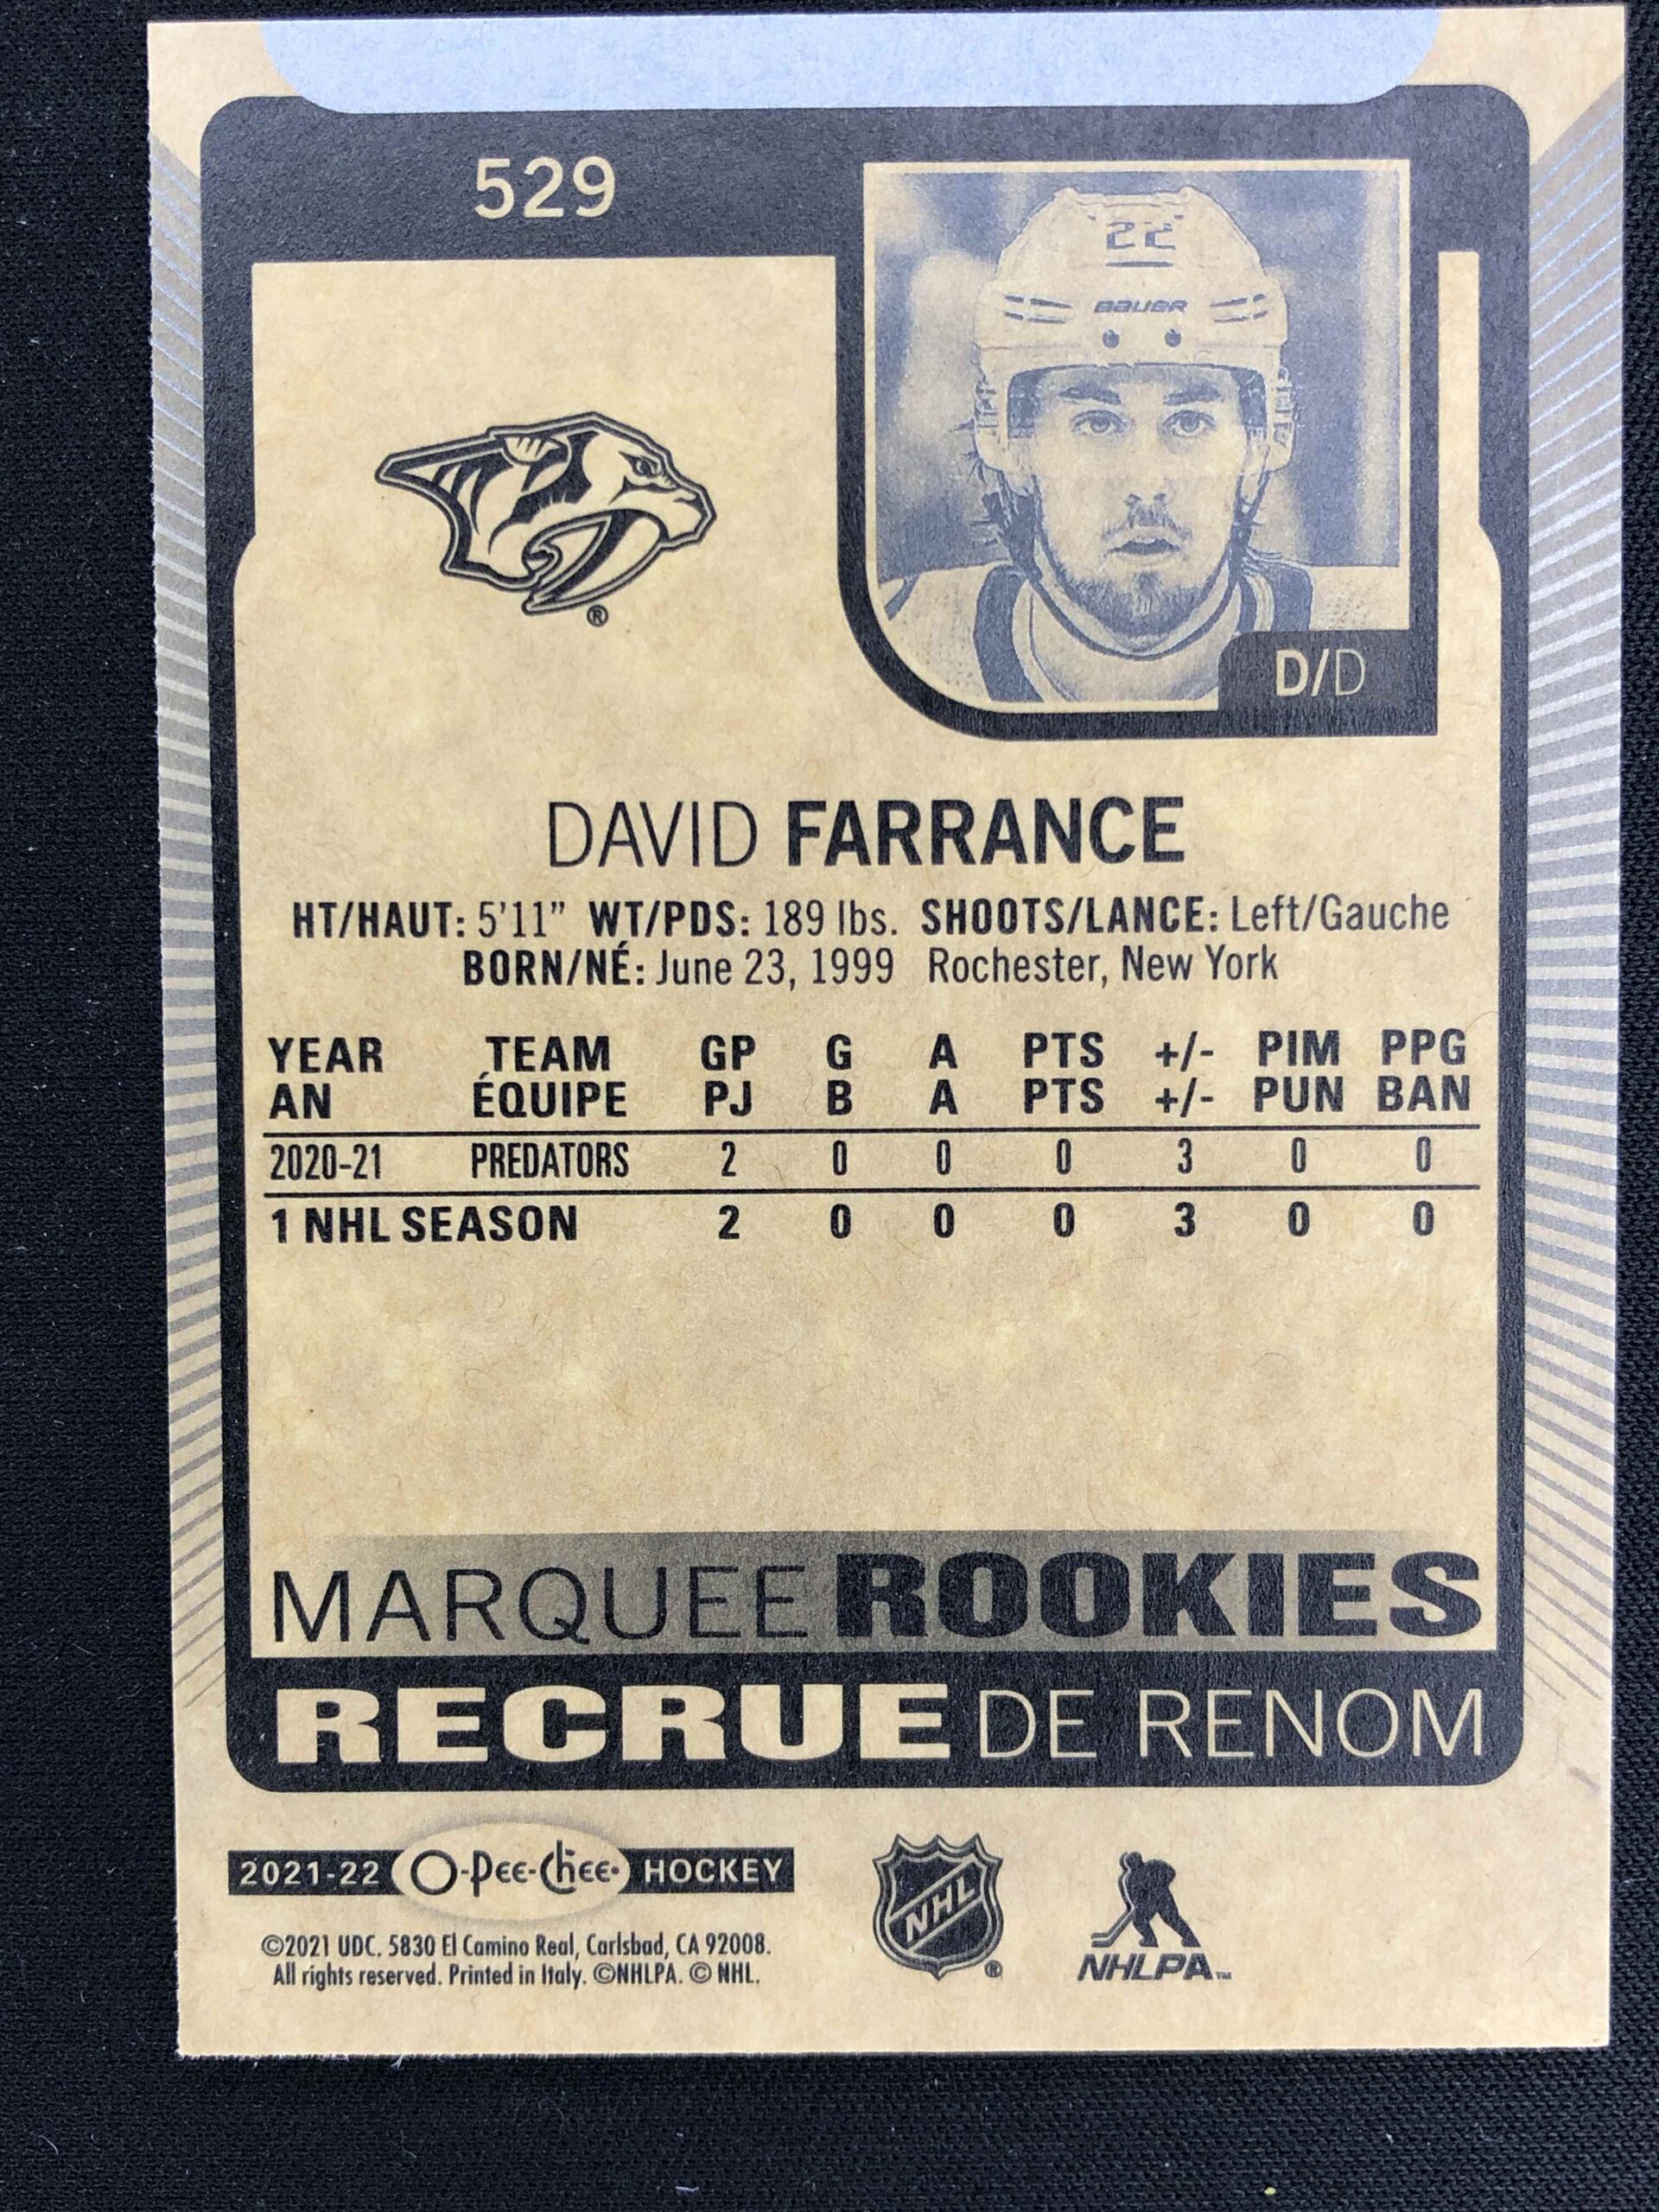 529
22
BAUER
®
D/D
DAVID FARRANCE
HT/HAUT: 5'11" WT/PDS: 189 lbs. SHOOTS/LANCE: Left/Gauche
BORN/NÉ: June 23, 1999 Rochester, New York
YEAR TEAM GP G A PTS +/- PIM PPG
AN ÉQUIPE PJ B A PTS +/- PUN BAN
2020-21 PREDATORS 2 0 0 0 3 0 0
1 NHL SEASON 2 0 0 0 3 0 0
MARQUEE ROOKIES
RECRUE DE RENOM
2021-22 O-Pee-Chee HOCKEY
©2021 UDC. 5830 El Camino Real, Carlsbad, CA 92008.
All rights reserved. Printed in Italy. ©NHLPA. © NHL.
NHL ®
NHLPA™